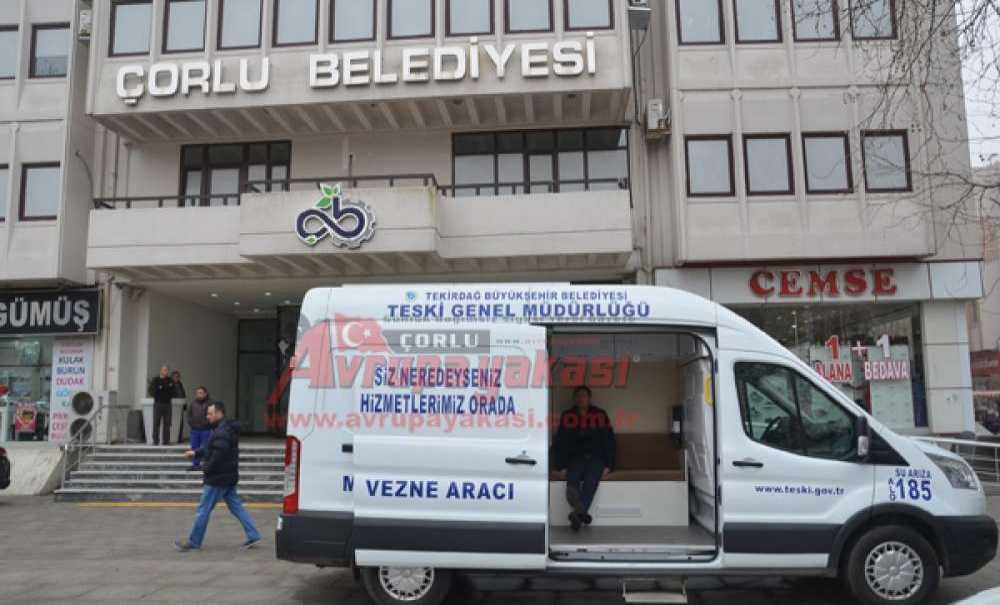 ÇORLU BELEDİYESİ
GÜMÜŞ
KULAK
BURUN
DUDAK
CEMSE
1 + 1
ALANA BEDAVA
TEKİRDAĞ BÜYÜKŞEHİR BELEDİYESİ
TESKİ GENEL MÜDÜRLÜĞÜ
ÇORLU
Avrupa yakası
www.avrupayakasi.com.tr
SİZ NEREDEYSENİZ
HİZMETLERİMİZ ORADA
VEZNE ARACI
www.teski.gov.tr
SU ARIZA
ALO 185